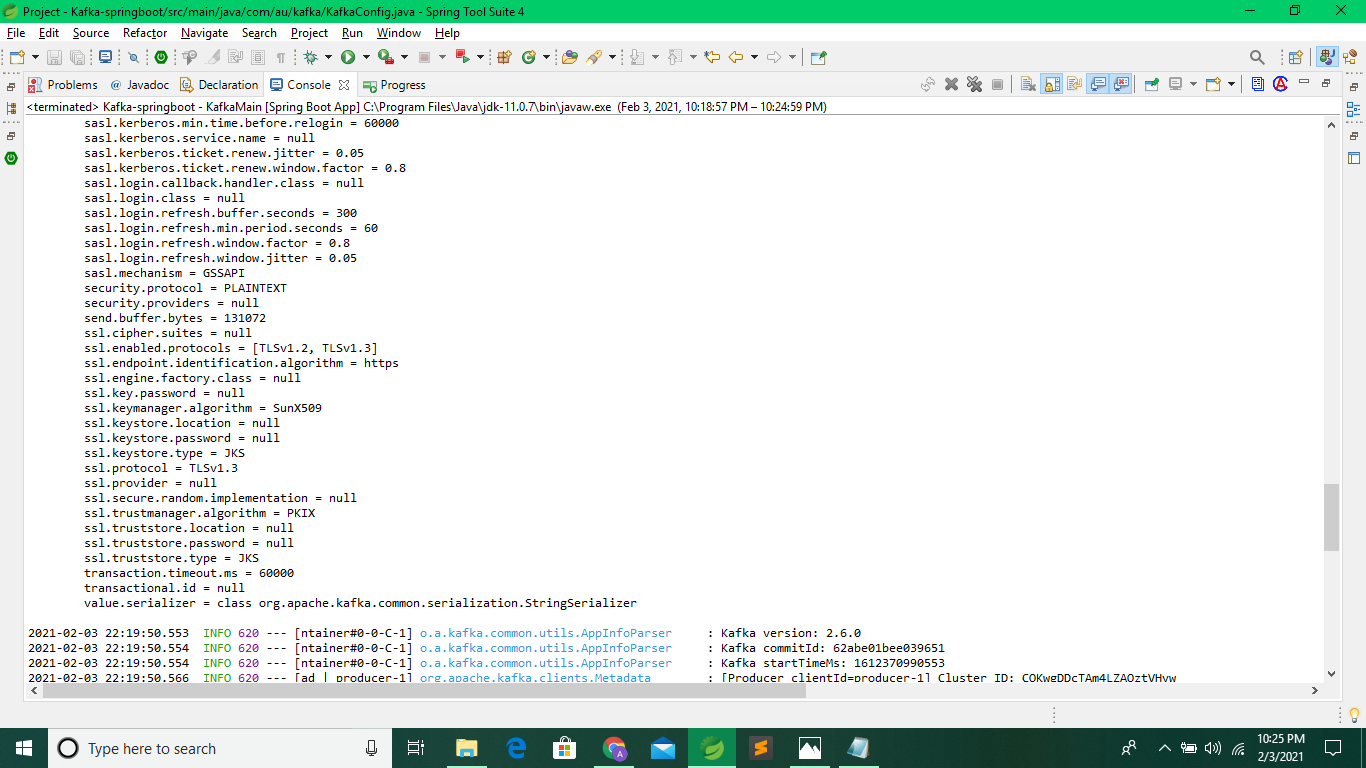 Project - Kafka-springboot/src/main/java/com/au/kafka/KafkaConfig.java - Spring Tool Suite 4
File Edit Source Refactor Navigate Search Project Run Window Help
Problems @ Javadoc Declaration Console Progress
<terminated> Kafka-springboot - KafkaMain [Spring Boot App] C:\Program Files\Java\jdk-11.0.7\bin\javaw.exe (Feb 3, 2021, 10:18:57 PM – 10:24:59 PM)
sasl.kerberos.min.time.before.relogin = 60000
sasl.kerberos.service.name = null
sasl.kerberos.ticket.renew.jitter = 0.05
sasl.kerberos.ticket.renew.window.factor = 0.8
sasl.login.callback.handler.class = null
sasl.login.class = null
sasl.login.refresh.buffer.seconds = 300
sasl.login.refresh.min.period.seconds = 60
sasl.login.refresh.window.factor = 0.8
sasl.login.refresh.window.jitter = 0.05
sasl.mechanism = GSSAPI
security.protocol = PLAINTEXT
security.providers = null
send.buffer.bytes = 131072
ssl.cipher.suites = null
ssl.enabled.protocols = [TLSv1.2, TLSv1.3]
ssl.endpoint.identification.algorithm = https
ssl.engine.factory.class = null
ssl.key.password = null
ssl.keymanager.algorithm = SunX509
ssl.keystore.location = null
ssl.keystore.password = null
ssl.keystore.type = JKS
ssl.protocol = TLSv1.3
ssl.provider = null
ssl.secure.random.implementation = null
ssl.trustmanager.algorithm = PKIX
ssl.truststore.location = null
ssl.truststore.password = null
ssl.truststore.type = JKS
transaction.timeout.ms = 60000
transactional.id = null
value.serializer = class org.apache.kafka.common.serialization.StringSerializer
2021-02-03 22:19:50.553 INFO 620 --- [ntainer#0-0-C-1] o.a.kafka.common.utils.AppInfoParser : Kafka version: 2.6.0
2021-02-03 22:19:50.554 INFO 620 --- [ntainer#0-0-C-1] o.a.kafka.common.utils.AppInfoParser : Kafka commitId: 62abe01bee039651
2021-02-03 22:19:50.554 INFO 620 --- [ntainer#0-0-C-1] o.a.kafka.common.utils.AppInfoParser : Kafka startTimeMs: 1612370990553
2021-02-03 22:19:50.566 INFO 620 --- [ad | producer-1] org.apache.kafka.clients.Metadata : [Producer clientId=producer-1] Cluster ID:
Type here to search
10:25 PM
2/3/2021